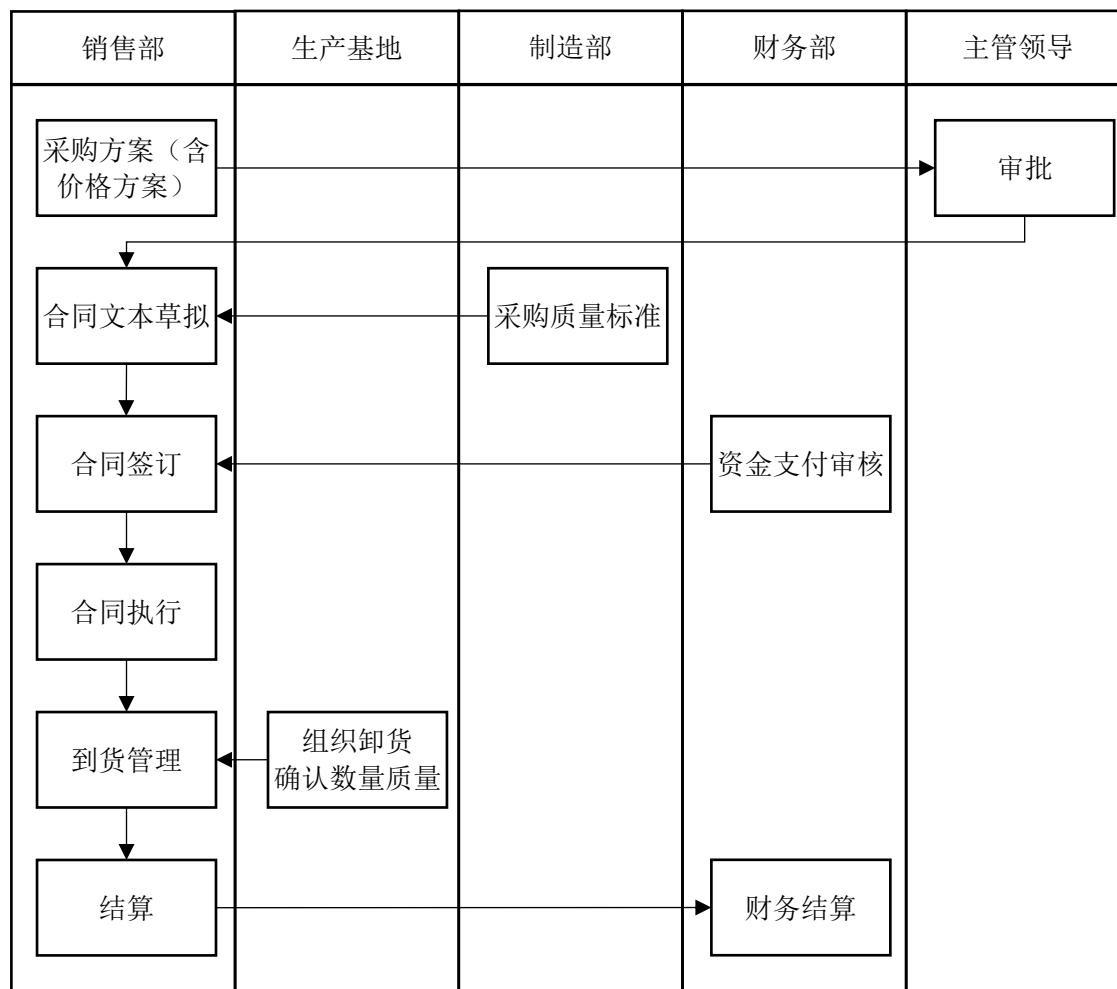 销售部
生产基地
制造部
财务部
主管领导
采购方案（含
价格方案）
审批
合同文本草拟
采购质量标准
合同签订
资金支付审核
合同执行
到货管理
组织卸货
确认数量质量
结算
财务结算